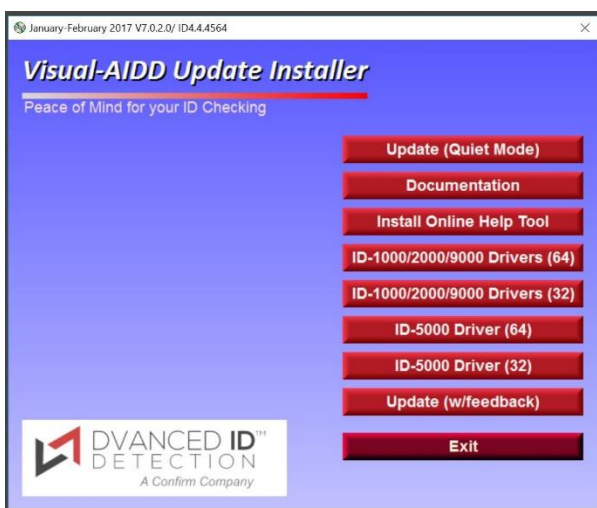 January-February 2017 V7.0.2.0/ ID4.4.4564
Visual-AIDD Update Installer
Peace of Mind for your ID Checking
Update (Quiet Mode)
Documentation
Install Online Help Tool
ID-1000/2000/9000 Drivers (64)
ID-1000/2000/9000 Drivers (32)
ID-5000 Driver (64)
ID-5000 Driver (32)
Update (w/feedback)
Exit
DVANCED ID™
DETECTION
A Confirm Company